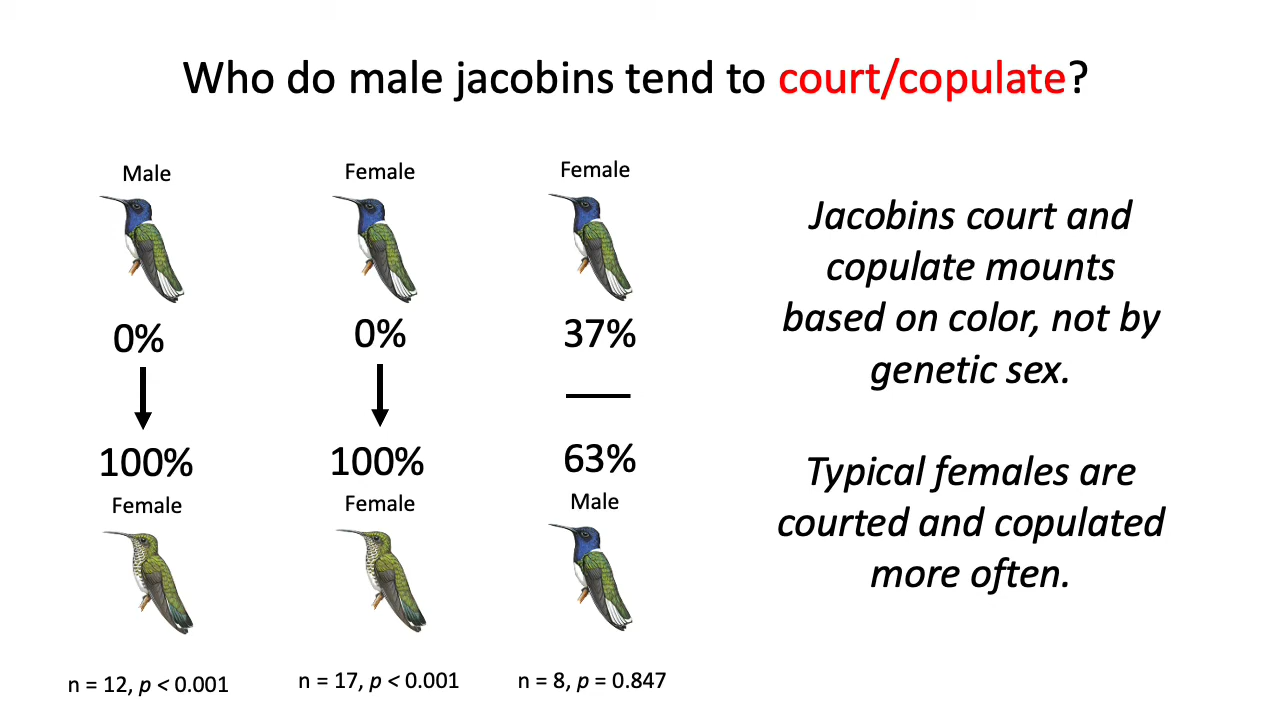 Who do male jacobins tend to court/copulate?
Male
0%
100%
Female
n = 12, p < 0.001
Female
0%
100%
Female
n = 17, p < 0.001
Female
37%
63%
Male
n = 8, p = 0.847
Jacobins court and
copulate mounts
based on color, not by
genetic sex.
Typical females are
courted and copulated
more often.